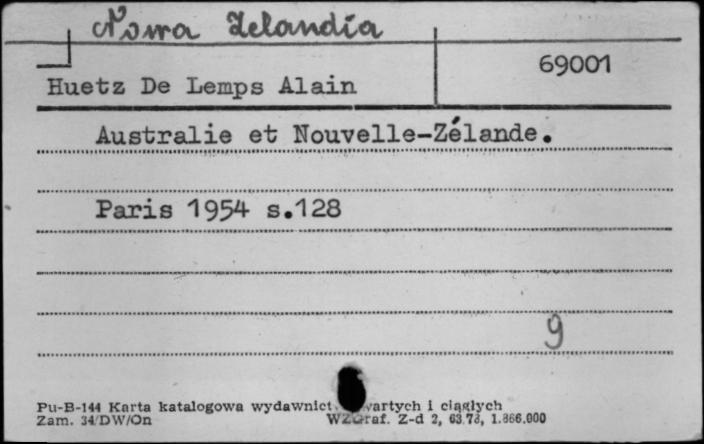 Nowa Zelandia
69001
Huetz De Lemps Alain
Australie et Nouvelle-Zélande.
Paris 1954 s.128
9
Pu-B-144 Karta katalogowa wydawnict i ciągłych
Zam. 34/DW/On Z-d 2, 63.73, 1.866.000